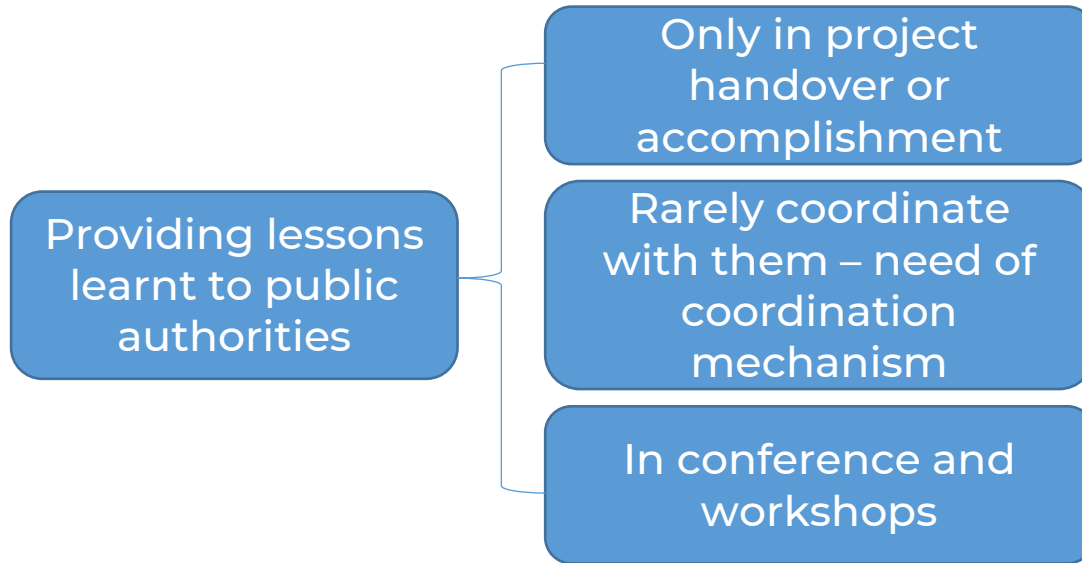 Only in project
handover or
accomplishment
Providing lessons
learnt to public
authorities
Rarely coordinate
with them – need of
coordination
mechanism
In conference and
workshops